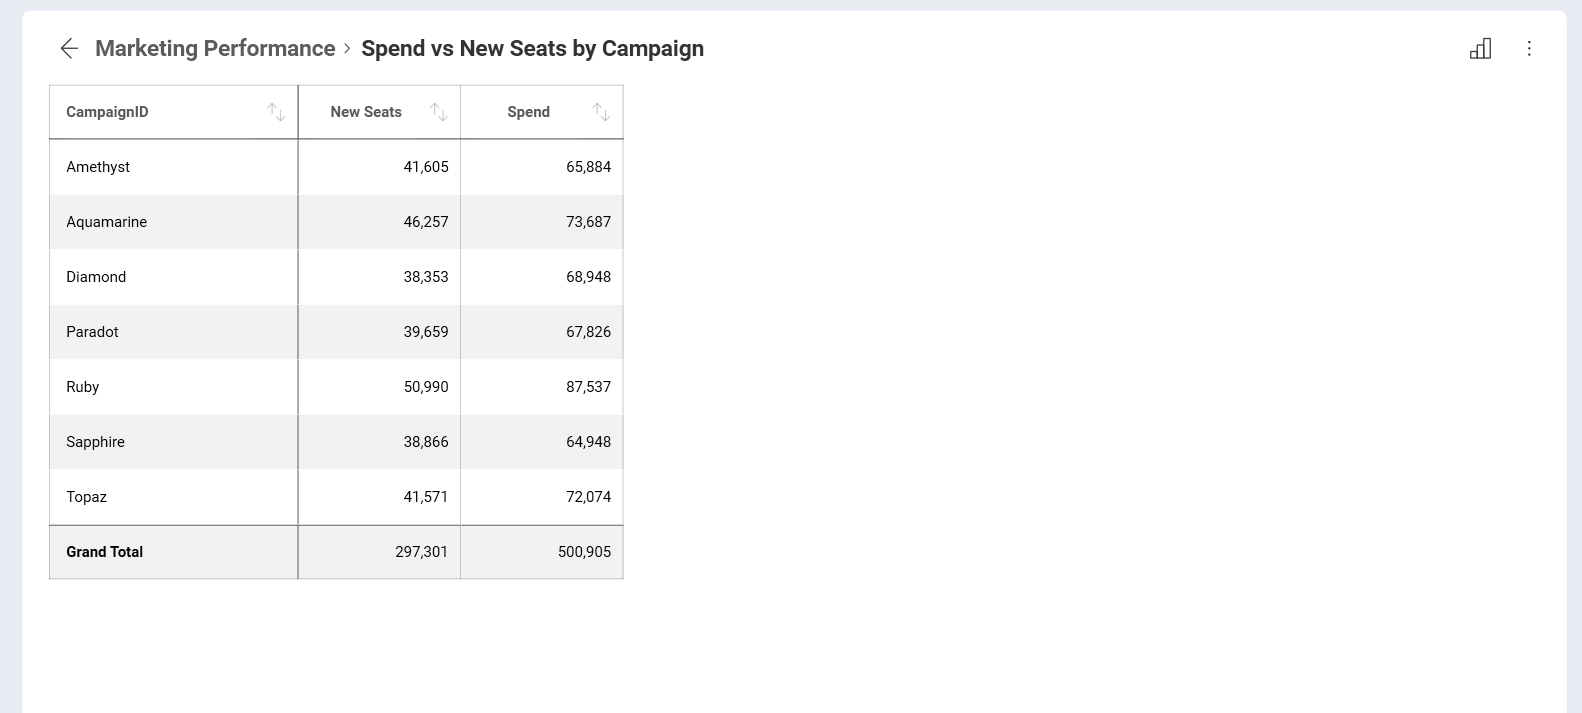 Marketing Performance › Spend vs New Seats by Campaign
CampaignID New Seats Spend
Amethyst 41,605 65,884
Aquamarine 46,257 73,687
Diamond 38,353 68,948
Paradot 39,659 67,826
Ruby 50,990 87,537
Sapphire 38,866 64,948
Topaz 41,571 72,074
Grand Total 297,301 500,905